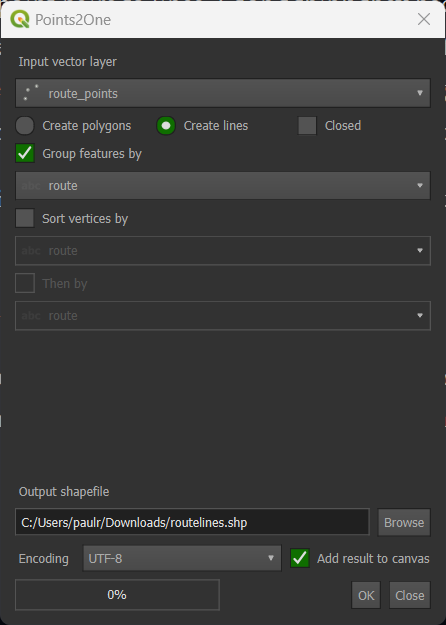 Points2One
Input vector layer
route_points
Create polygons Create lines Closed
Group features by
abc route
Sort vertices by
abc route
Then by
abc route
Output shapefile
C:/Users/paulr/Downloads/routelines.shp Browse
Encoding UTF-8 Add result to canvas
0% OK Close